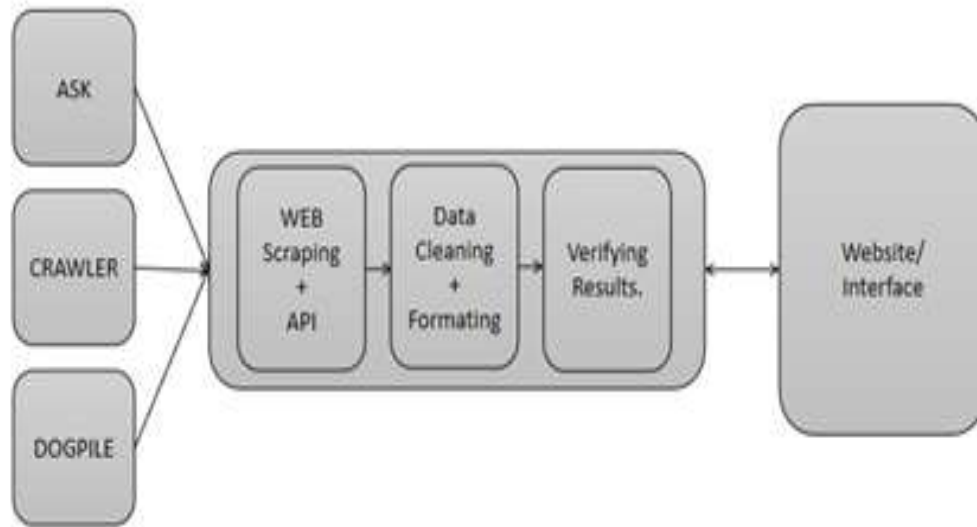 ASK
CRAWLER
DOGPILE
WEB
Scraping
+
API
Data
Cleaning
+
Formating
Verifying
Results.
Website/
Interface